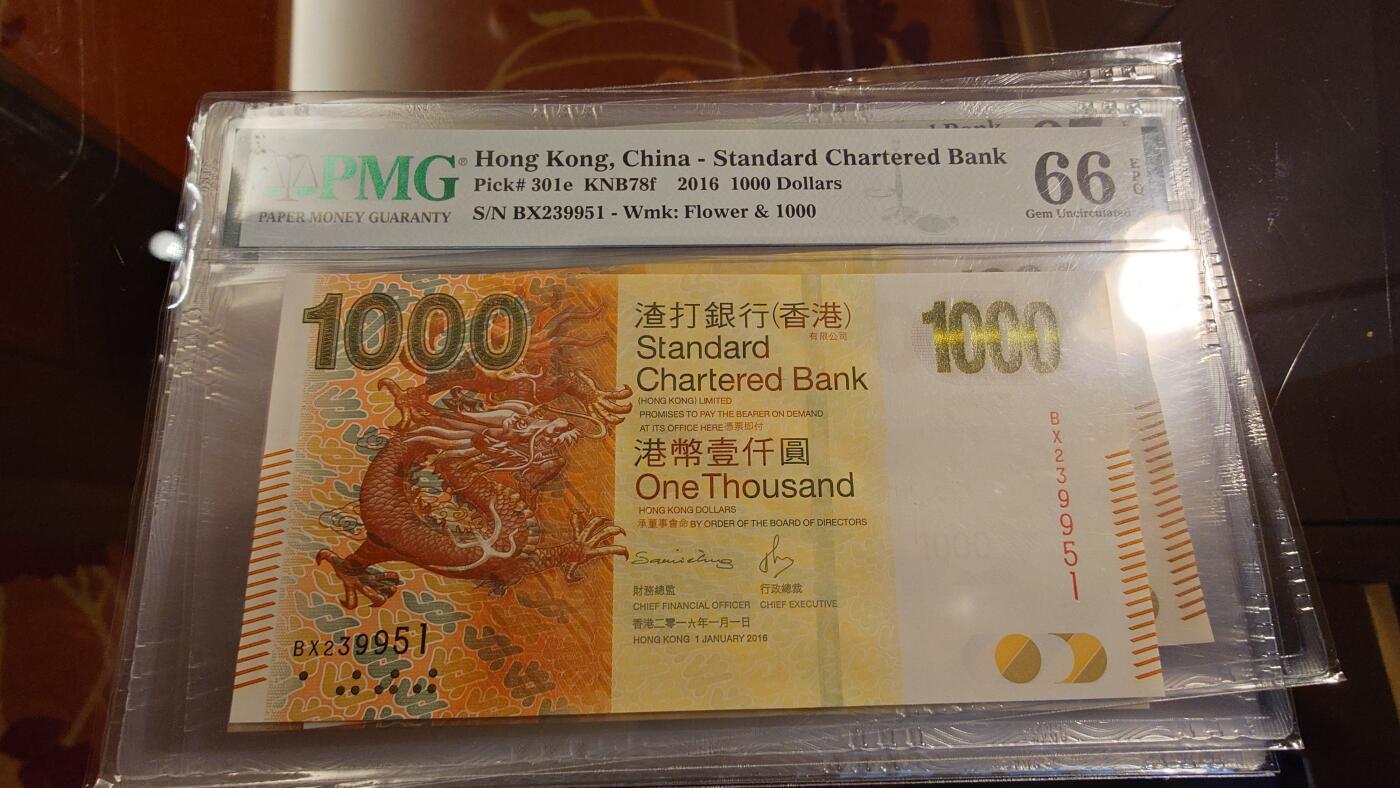 PMG®
PAPER MONEY GUARANTY
Hong Kong, China - Standard Chartered Bank
Pick# 301e KNB78f 2016 1000 Dollars
S/N BX239951 - Wmk: Flower & 1000
66
EPQ
Gem Uncirculated
1000
渣打銀行(香港)
有限公司
Standard
Chartered Bank
(HONG KONG) LIMITED
PROMISES TO PAY THE BEARER ON DEMAND
AT ITS OFFICE HERE 憑票即付
港幣壹仟圓
One Thousand
HONG KONG DOLLARS
承董事會命 BY ORDER OF THE BOARD OF DIRECTORS
財務總監 行政總裁
CHIEF FINANCIAL OFFICER CHIEF EXECUTIVE
香港二零一六年一月一日
HONG KONG 1 JANUARY 2016
1000
BX239951
1000
BX239951